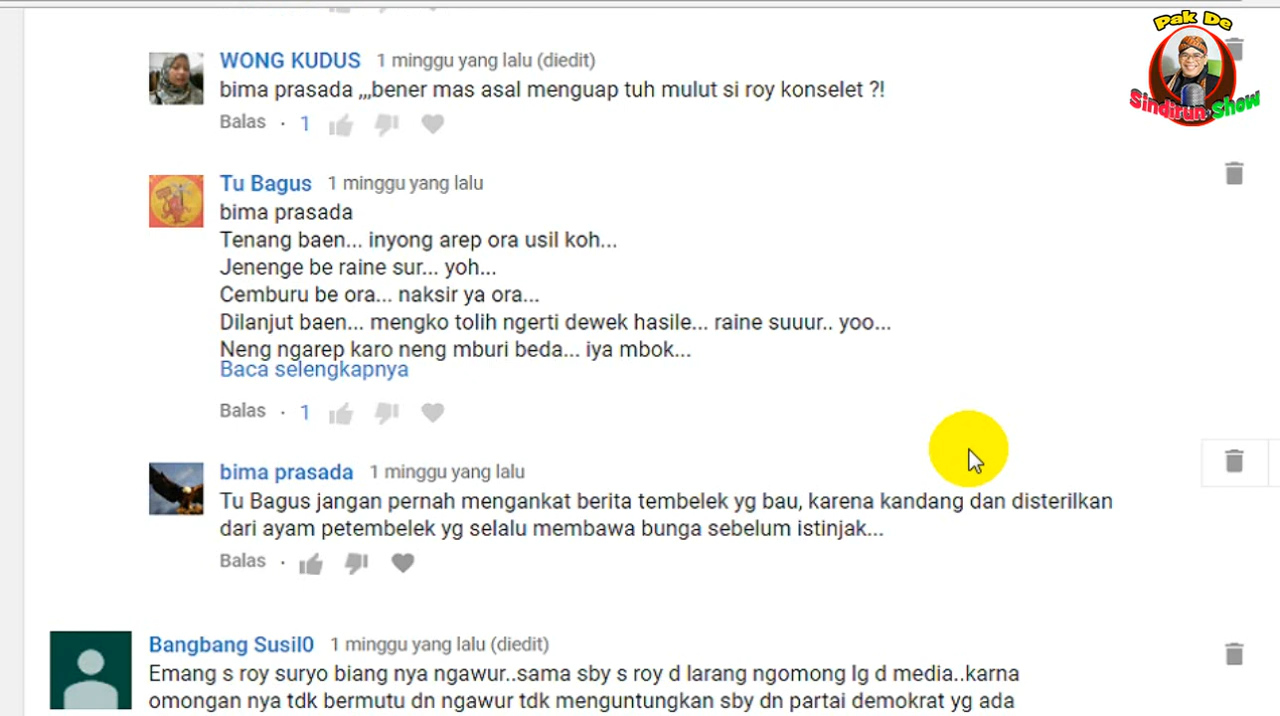 Pak De
Sindirun Show
WONG KUDUS 1 minggu yang lalu (diedit)
bima prasada ,,,bener mas asal menguap tuh mulut si roy konselet ?!
Balas · 1
Tu Bagus 1 minggu yang lalu
bima prasada
Tenang baen... inyong arep ora usil koh...
Jenenge be raine sur... yoh...
Cemburu be ora... naksir ya ora...
Dilanjut baen... mengko tolih ngerti dewek hasile... raine suuur.. yoo...
Neng ngarep karo neng mburi beda... iya mbok...
Baca selengkapnya
Balas · 1
bima prasada 1 minggu yang lalu
Tu Bagus jangan pernah mengankat berita tembelek yg bau, karena kandang dan disterilkan
dari ayam petembelek yg selalu membawa bunga sebelum istinjak...
Balas ·
Bangbang Susil0 1 minggu yang lalu (diedit)
Emang s roy suryo biang nya ngawur..sama sby s roy d larang ngomong lg d media..karna
omongan nya tdk bermutu dn ngawur tdk menguntungkan sby dn partai demokrat yg ada